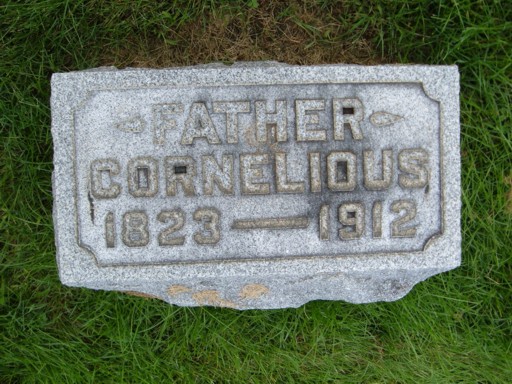 FATHER
CORNELIOUS
1823 — 1912